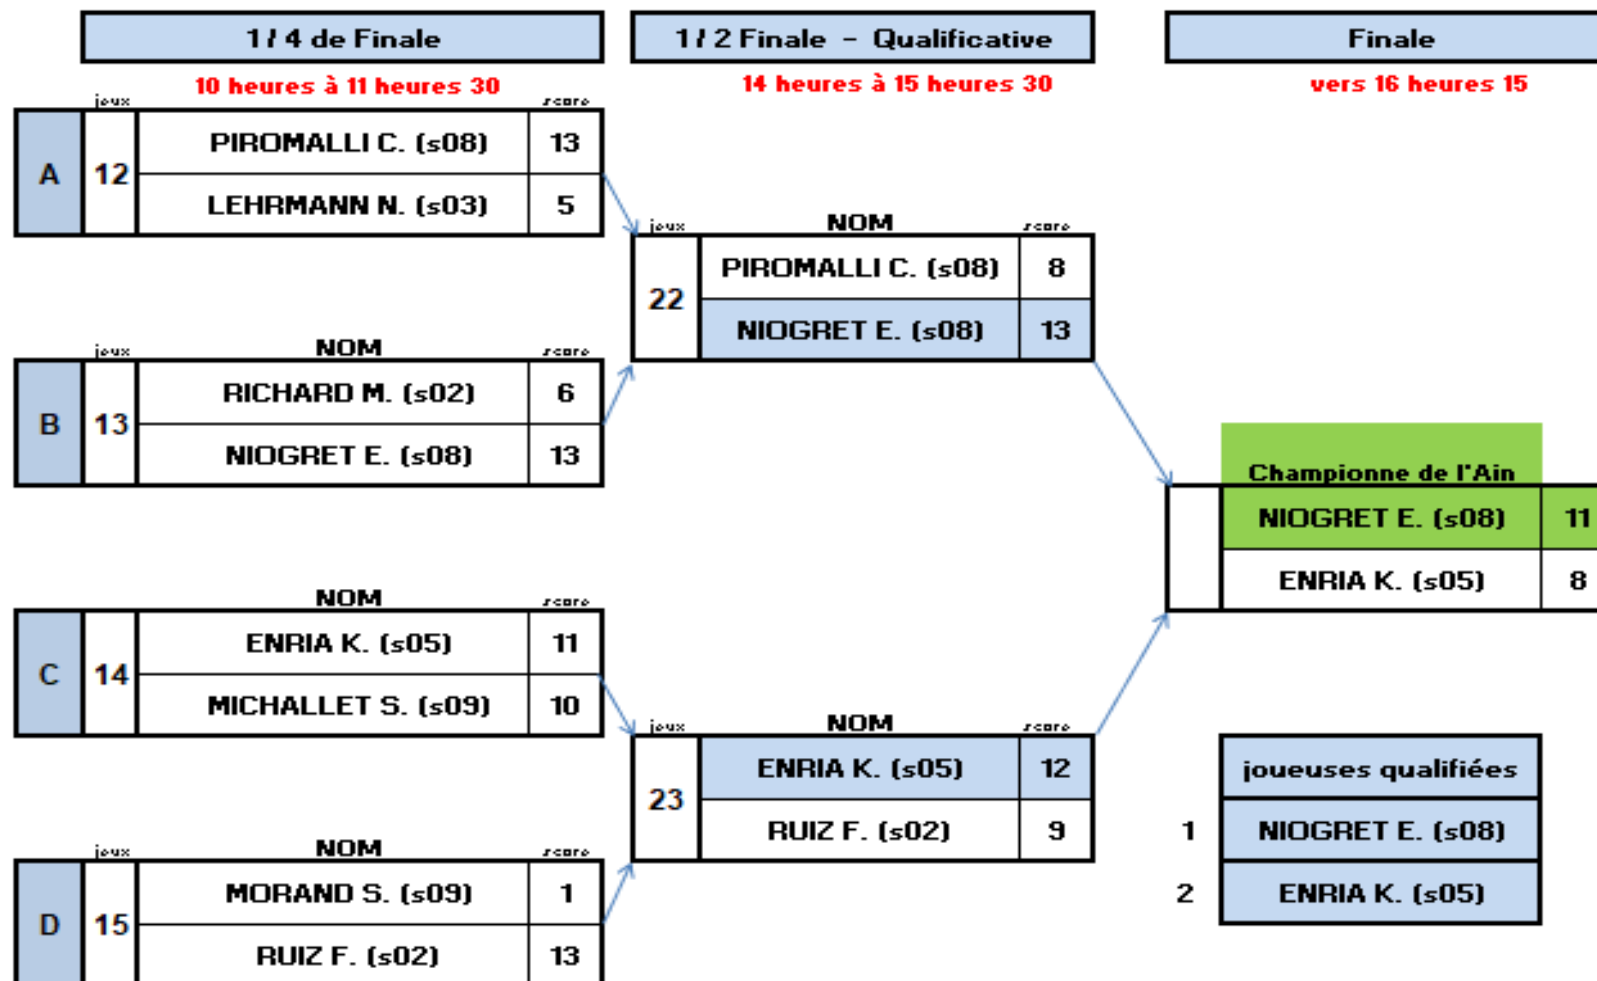 1 / 4 de Finale
1 / 2 Finale - Qualificative
Finale
10 heures à 11 heures 30
14 heures à 15 heures 30
vers 16 heures 15
jeux score
A 12 PIROMALLI C. (s08) 13
LEHRMANN N. (s03) 5
jeux NOM score
22 PIROMALLI C. (s08) 8
NIOGRET E. (s08) 13
jeux NOM score
B 13 RICHARD M. (s02) 6
NIOGRET E. (s08) 13
Championne de l'Ain
NIOGRET E. (s08) 11
ENRIA K. (s05) 8
NOM score
C 14 ENRIA K. (s05) 11
MICHALLET S. (s09) 10
jeux NOM score
23 ENRIA K. (s05) 12
RUIZ F. (s02) 9
joueuses qualifiées
1 NIOGRET E. (s08)
2 ENRIA K. (s05)
jeux NOM score
D 15 MORAND S. (s09) 1
RUIZ F. (s02) 13